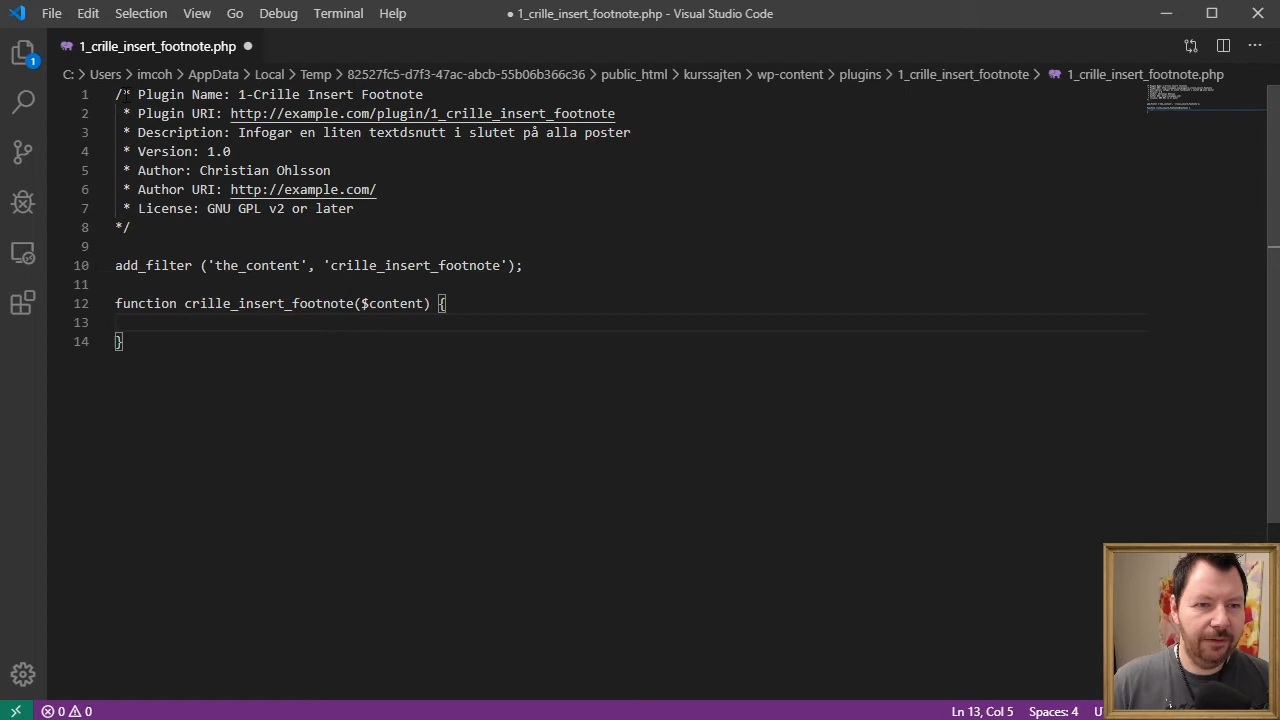 File Edit Selection View Go Debug Terminal Help
● 1_crille_insert_footnote.php - Visual Studio Code
1_crille_insert_footnote.php
1
C: > Users > imcoh > AppData > Local > Temp > 82527fc5-d7f3-47ac-abcb-55b06b366c36 > public_html > kurssajten > wp-content > plugins > 1_crille_insert_footnote > 1_crille_insert_footnote.php
1 /* Plugin Name: 1-Crille Insert Footnote
2 * Plugin URI: http://example.com/plugin/1_crille_insert_footnote
3 * Description: Infogar en liten textdsnutt i slutet på alla poster
4 * Version: 1.0
5 * Author: Christian Ohlsson
6 * Author URI: http://example.com/
7 * License: GNU GPL v2 or later
8 */
9
10 add_filter ('the_content', 'crille_insert_footnote');
11
12 function crille_insert_footnote($content) {
13
14 }
0 0
Ln 13, Col 5 Spaces: 4